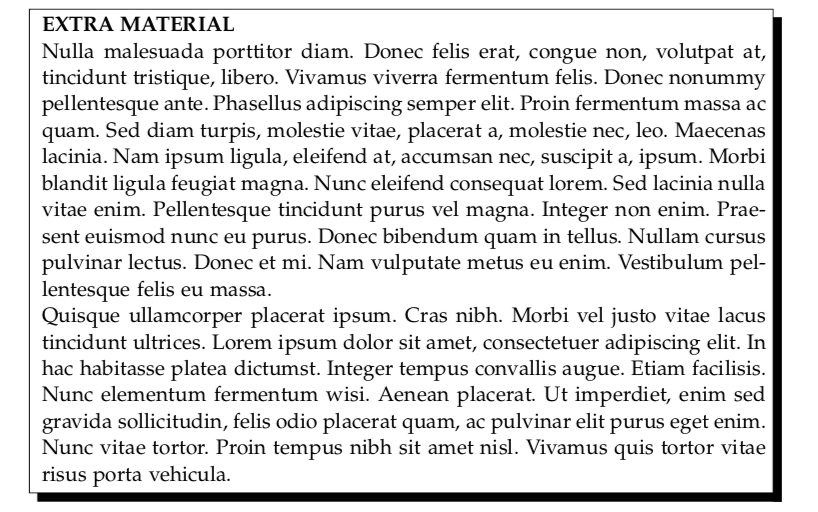 EXTRA MATERIAL
Nulla malesuada porttitor diam. Donec felis erat, congue non, volutpat at,
tincidunt tristique, libero. Vivamus viverra fermentum felis. Donec nonummy
pellentesque ante. Phasellus adipiscing semper elit. Proin fermentum massa ac
quam. Sed diam turpis, molestie vitae, placerat a, molestie nec, leo. Maecenas
lacinia. Nam ipsum ligula, eleifend at, accumsan nec, suscipit a, ipsum. Morbi
blandit ligula feugiat magna. Nunc eleifend consequat lorem. Sed lacinia nulla
vitae enim. Pellentesque tincidunt purus vel magna. Integer non enim. Prae-
sent euismod nunc eu purus. Donec bibendum quam in tellus. Nullam cursus
pulvinar lectus. Donec et mi. Nam vulputate metus eu enim. Vestibulum pel-
lentesque felis eu massa.
Quisque ullamcorper placerat ipsum. Cras nibh. Morbi vel justo vitae lacus
tincidunt ultrices. Lorem ipsum dolor sit amet, consectetuer adipiscing elit. In
hac habitasse platea dictumst. Integer tempus convallis augue. Etiam facilisis.
Nunc elementum fermentum wisi. Aenean placerat. Ut imperdiet, enim sed
gravida sollicitudin, felis odio placerat quam, ac pulvinar elit purus eget enim.
Nunc vitae tortor. Proin tempus nibh sit amet nisl. Vivamus quis tortor vitae
risus porta vehicula.